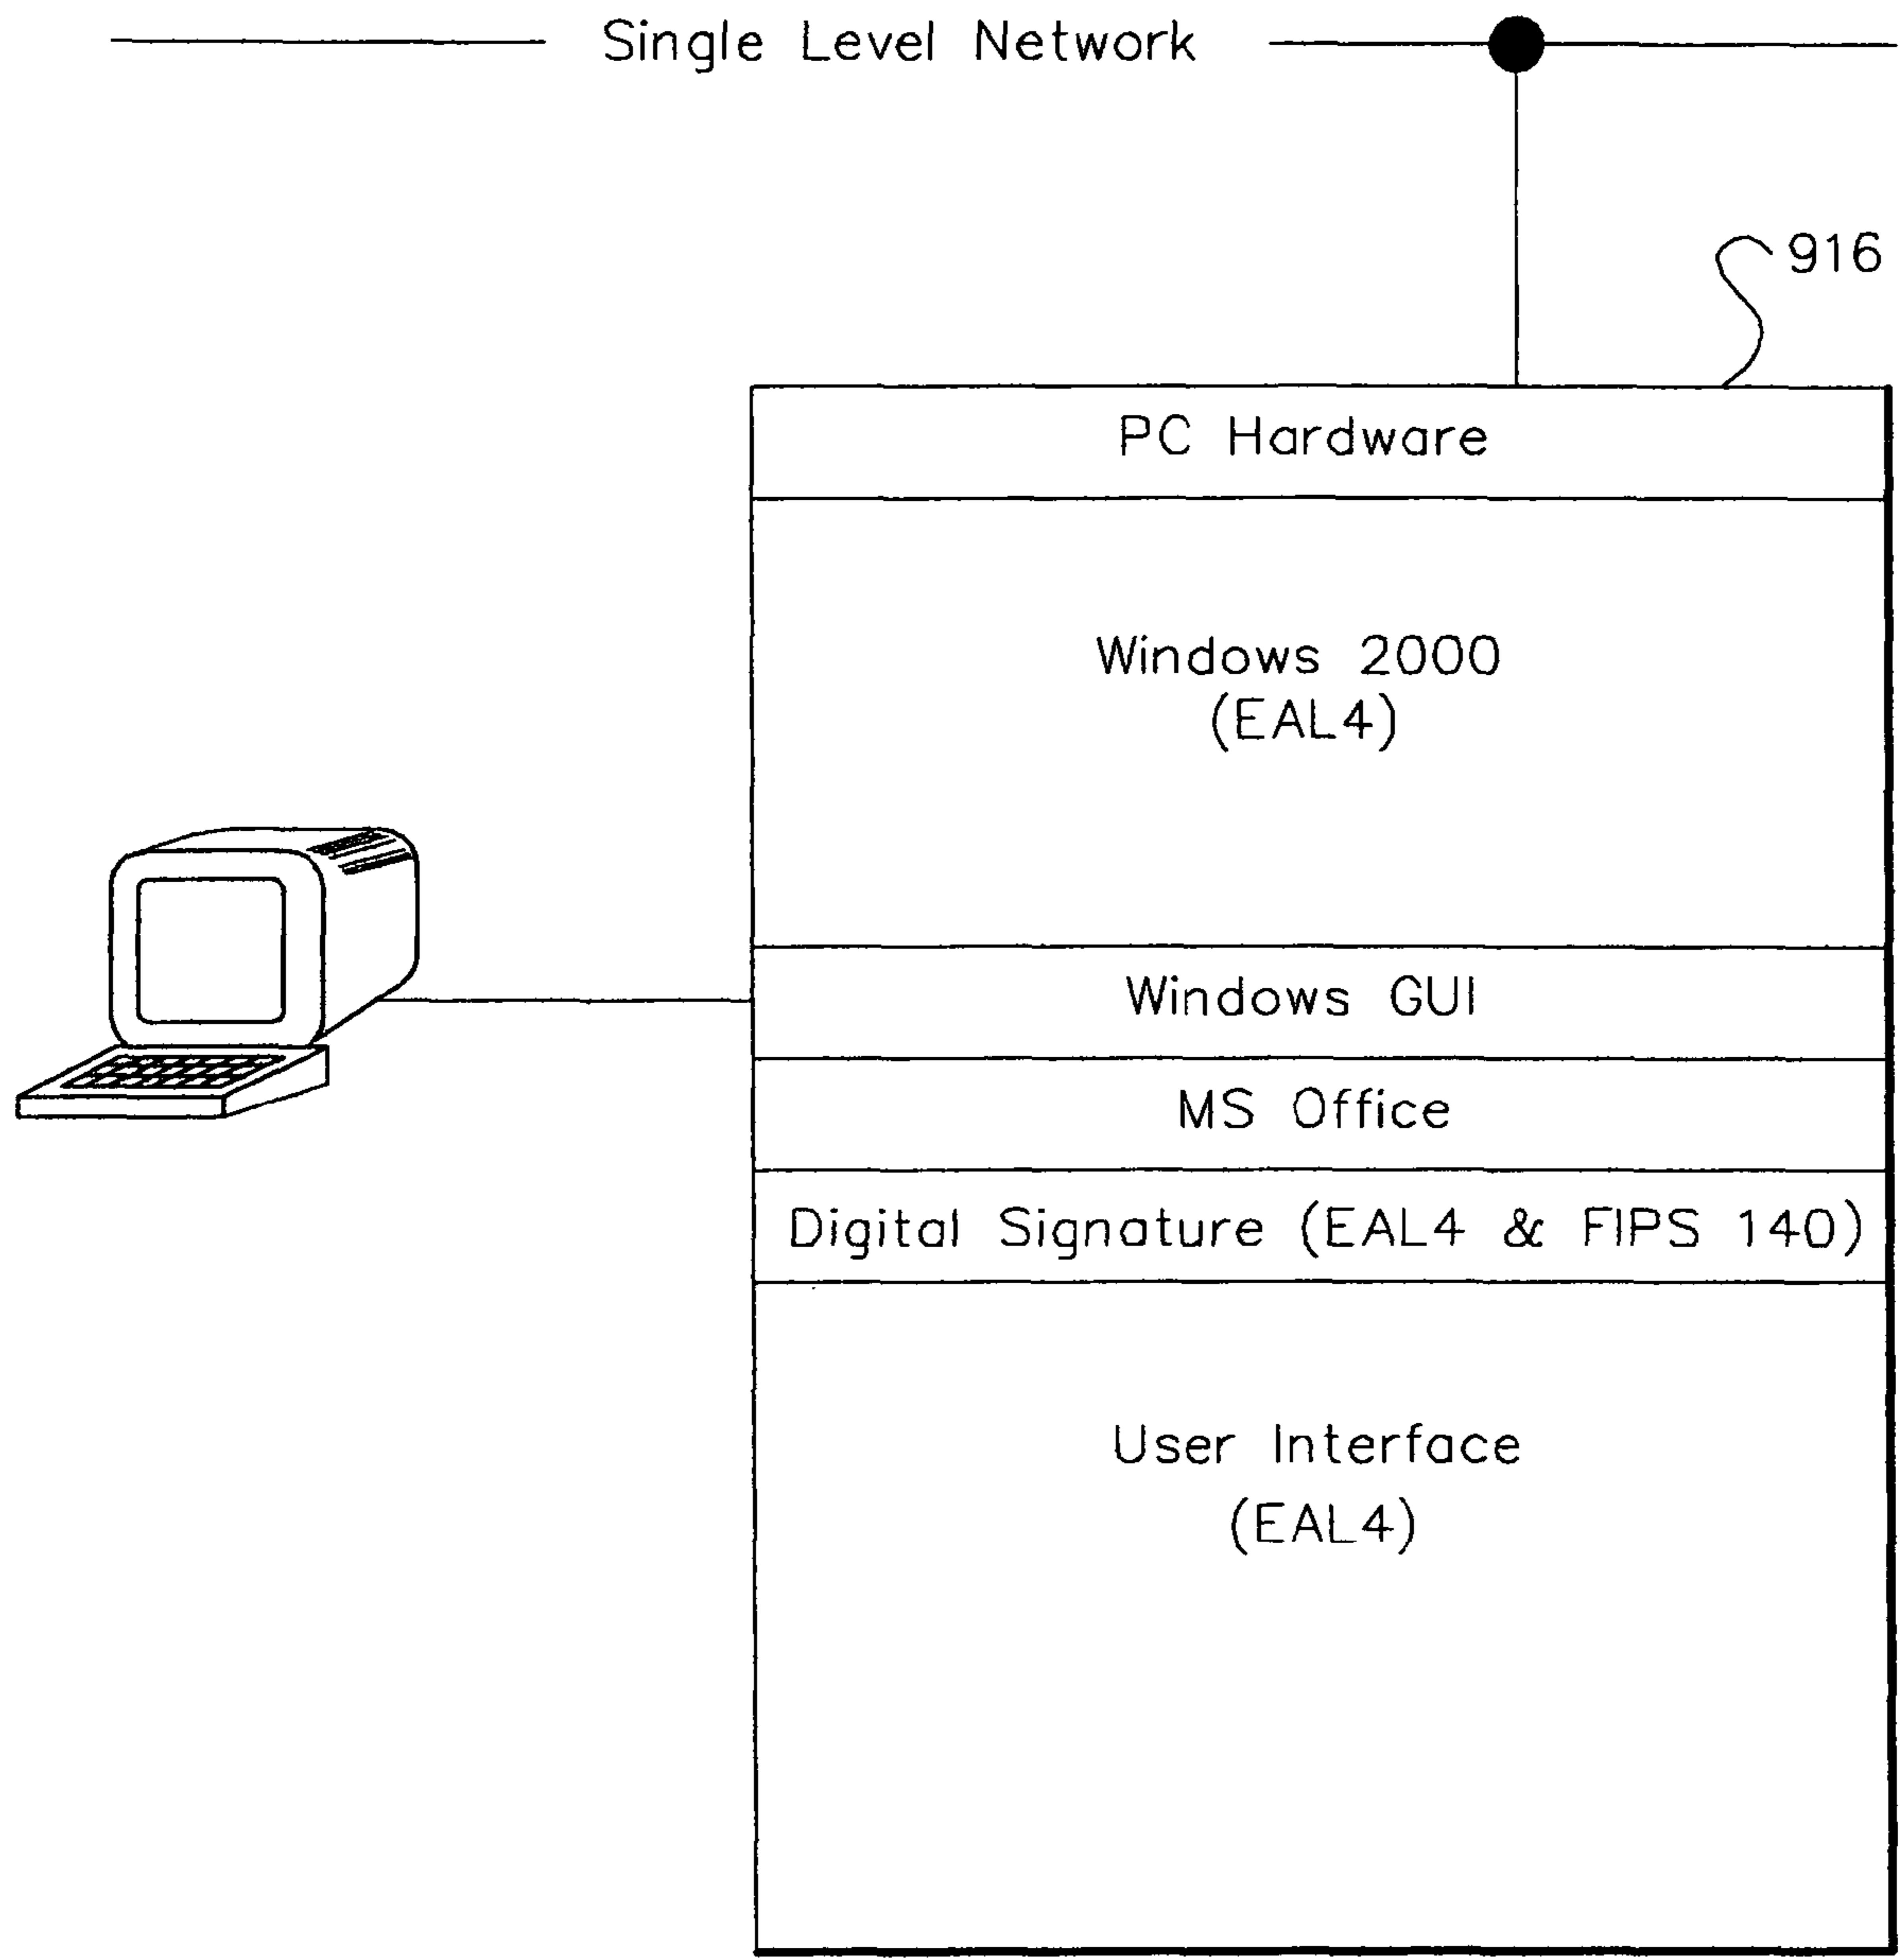 Single Level Network
916
PC Hardware
Windows 2000
(EAL4)
Windows GUI
MS Office
Digital Signature (EAL4 & FIPS 140)
User Interface
(EAL4)